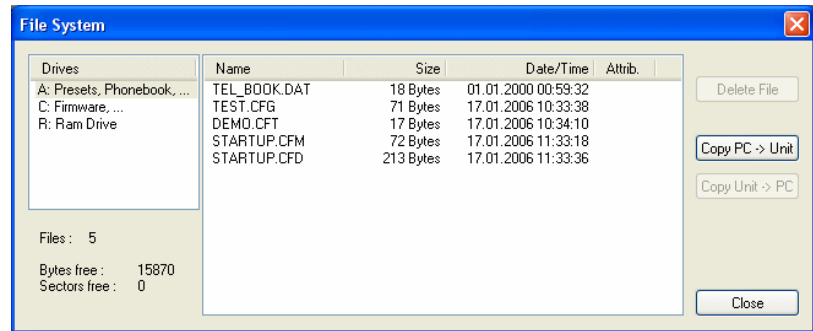 File System
Drives
A: Presets, Phonebook, ...
C: Firmware, ...
R: Ram Drive
Files : 5
Bytes free : 15870
Sectors free : 0
Name Size Date/Time Attrib.
TEL_BOOK.DAT 18 Bytes 01.01.2000 00:59:32
TEST.CFG 71 Bytes 17.01.2006 10:33:38
DEMO.CFT 17 Bytes 17.01.2006 10:34:10
STARTUP.CFM 72 Bytes 17.01.2006 11:33:18
STARTUP.CFD 213 Bytes 17.01.2006 11:33:36
Delete File
Copy PC -> Unit
Copy Unit -> PC
Close